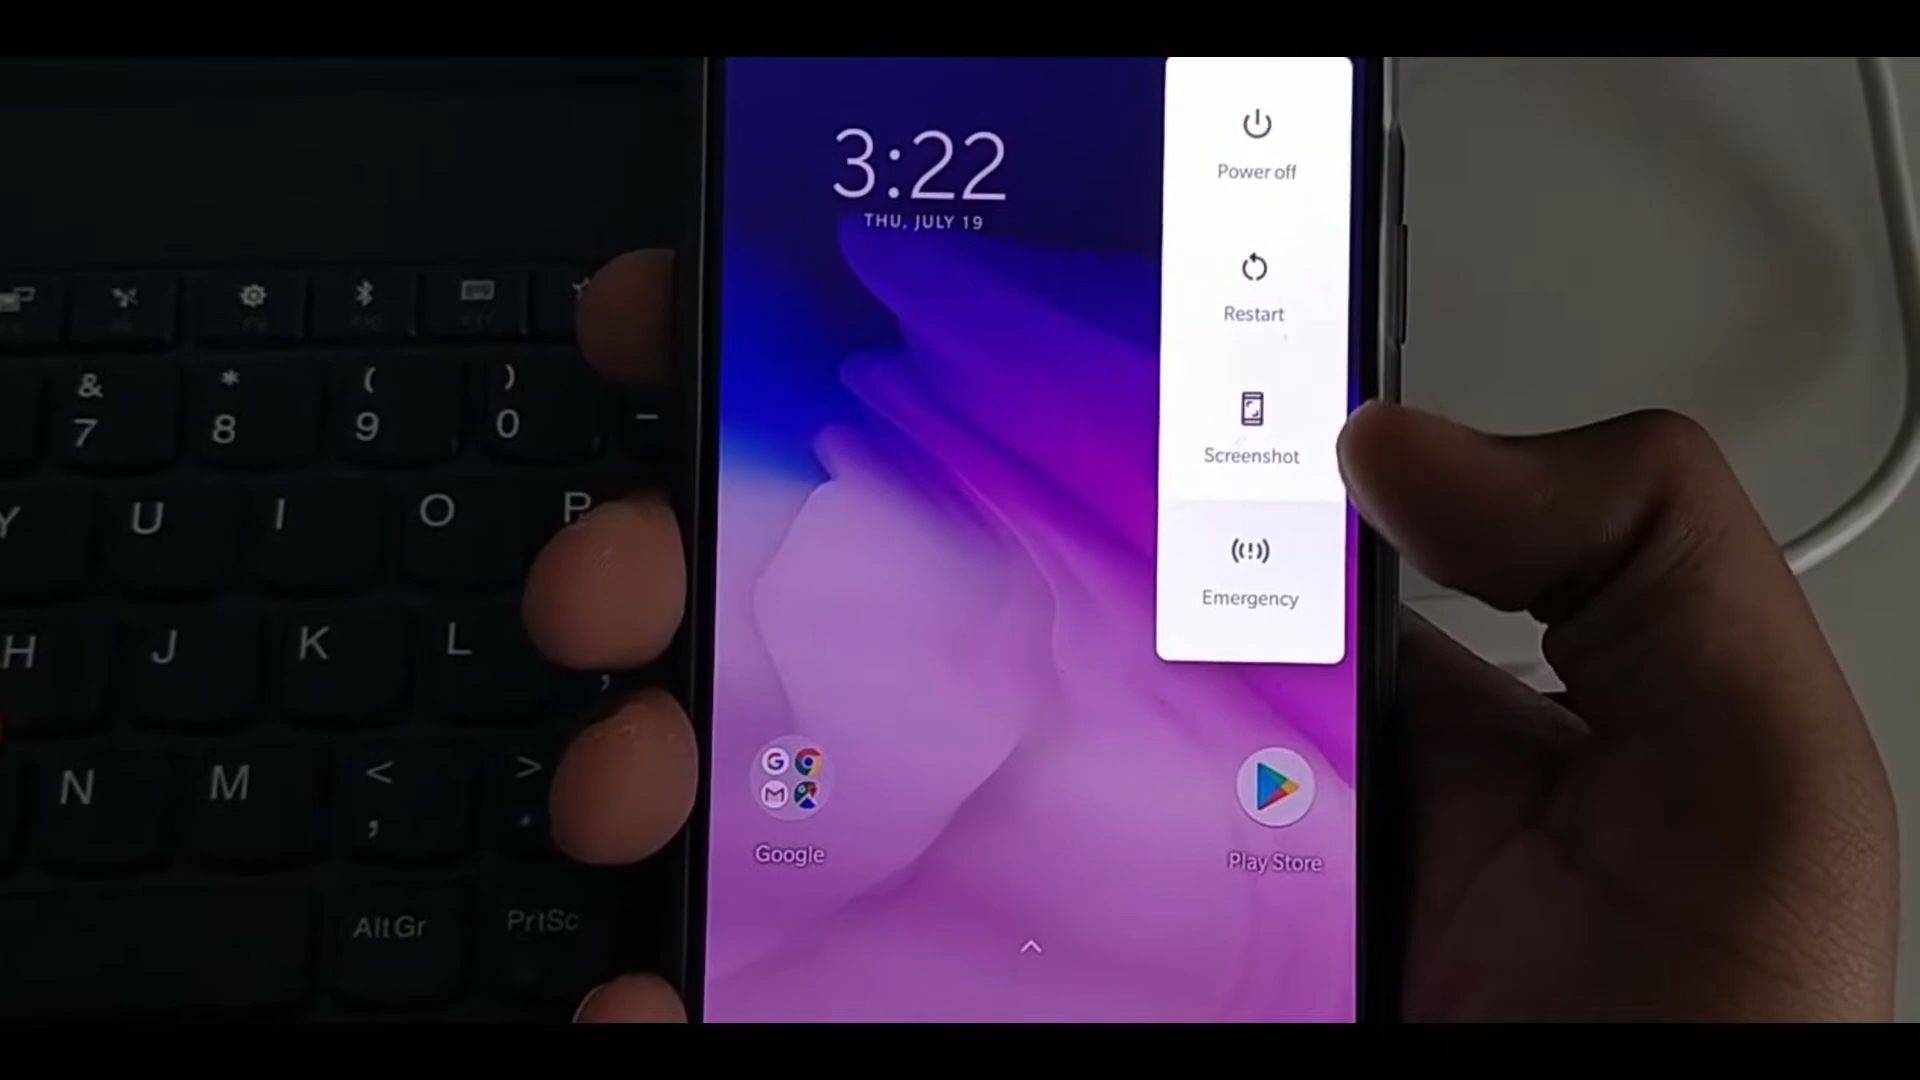 3:22
THU, JULY 19
Power off
Restart
Screenshot
Emergency
Google
Play Store
& * ( )
7 8 9 0 -
Y U I O P
H J K L
N M < >
, .
AltGr PrtSc